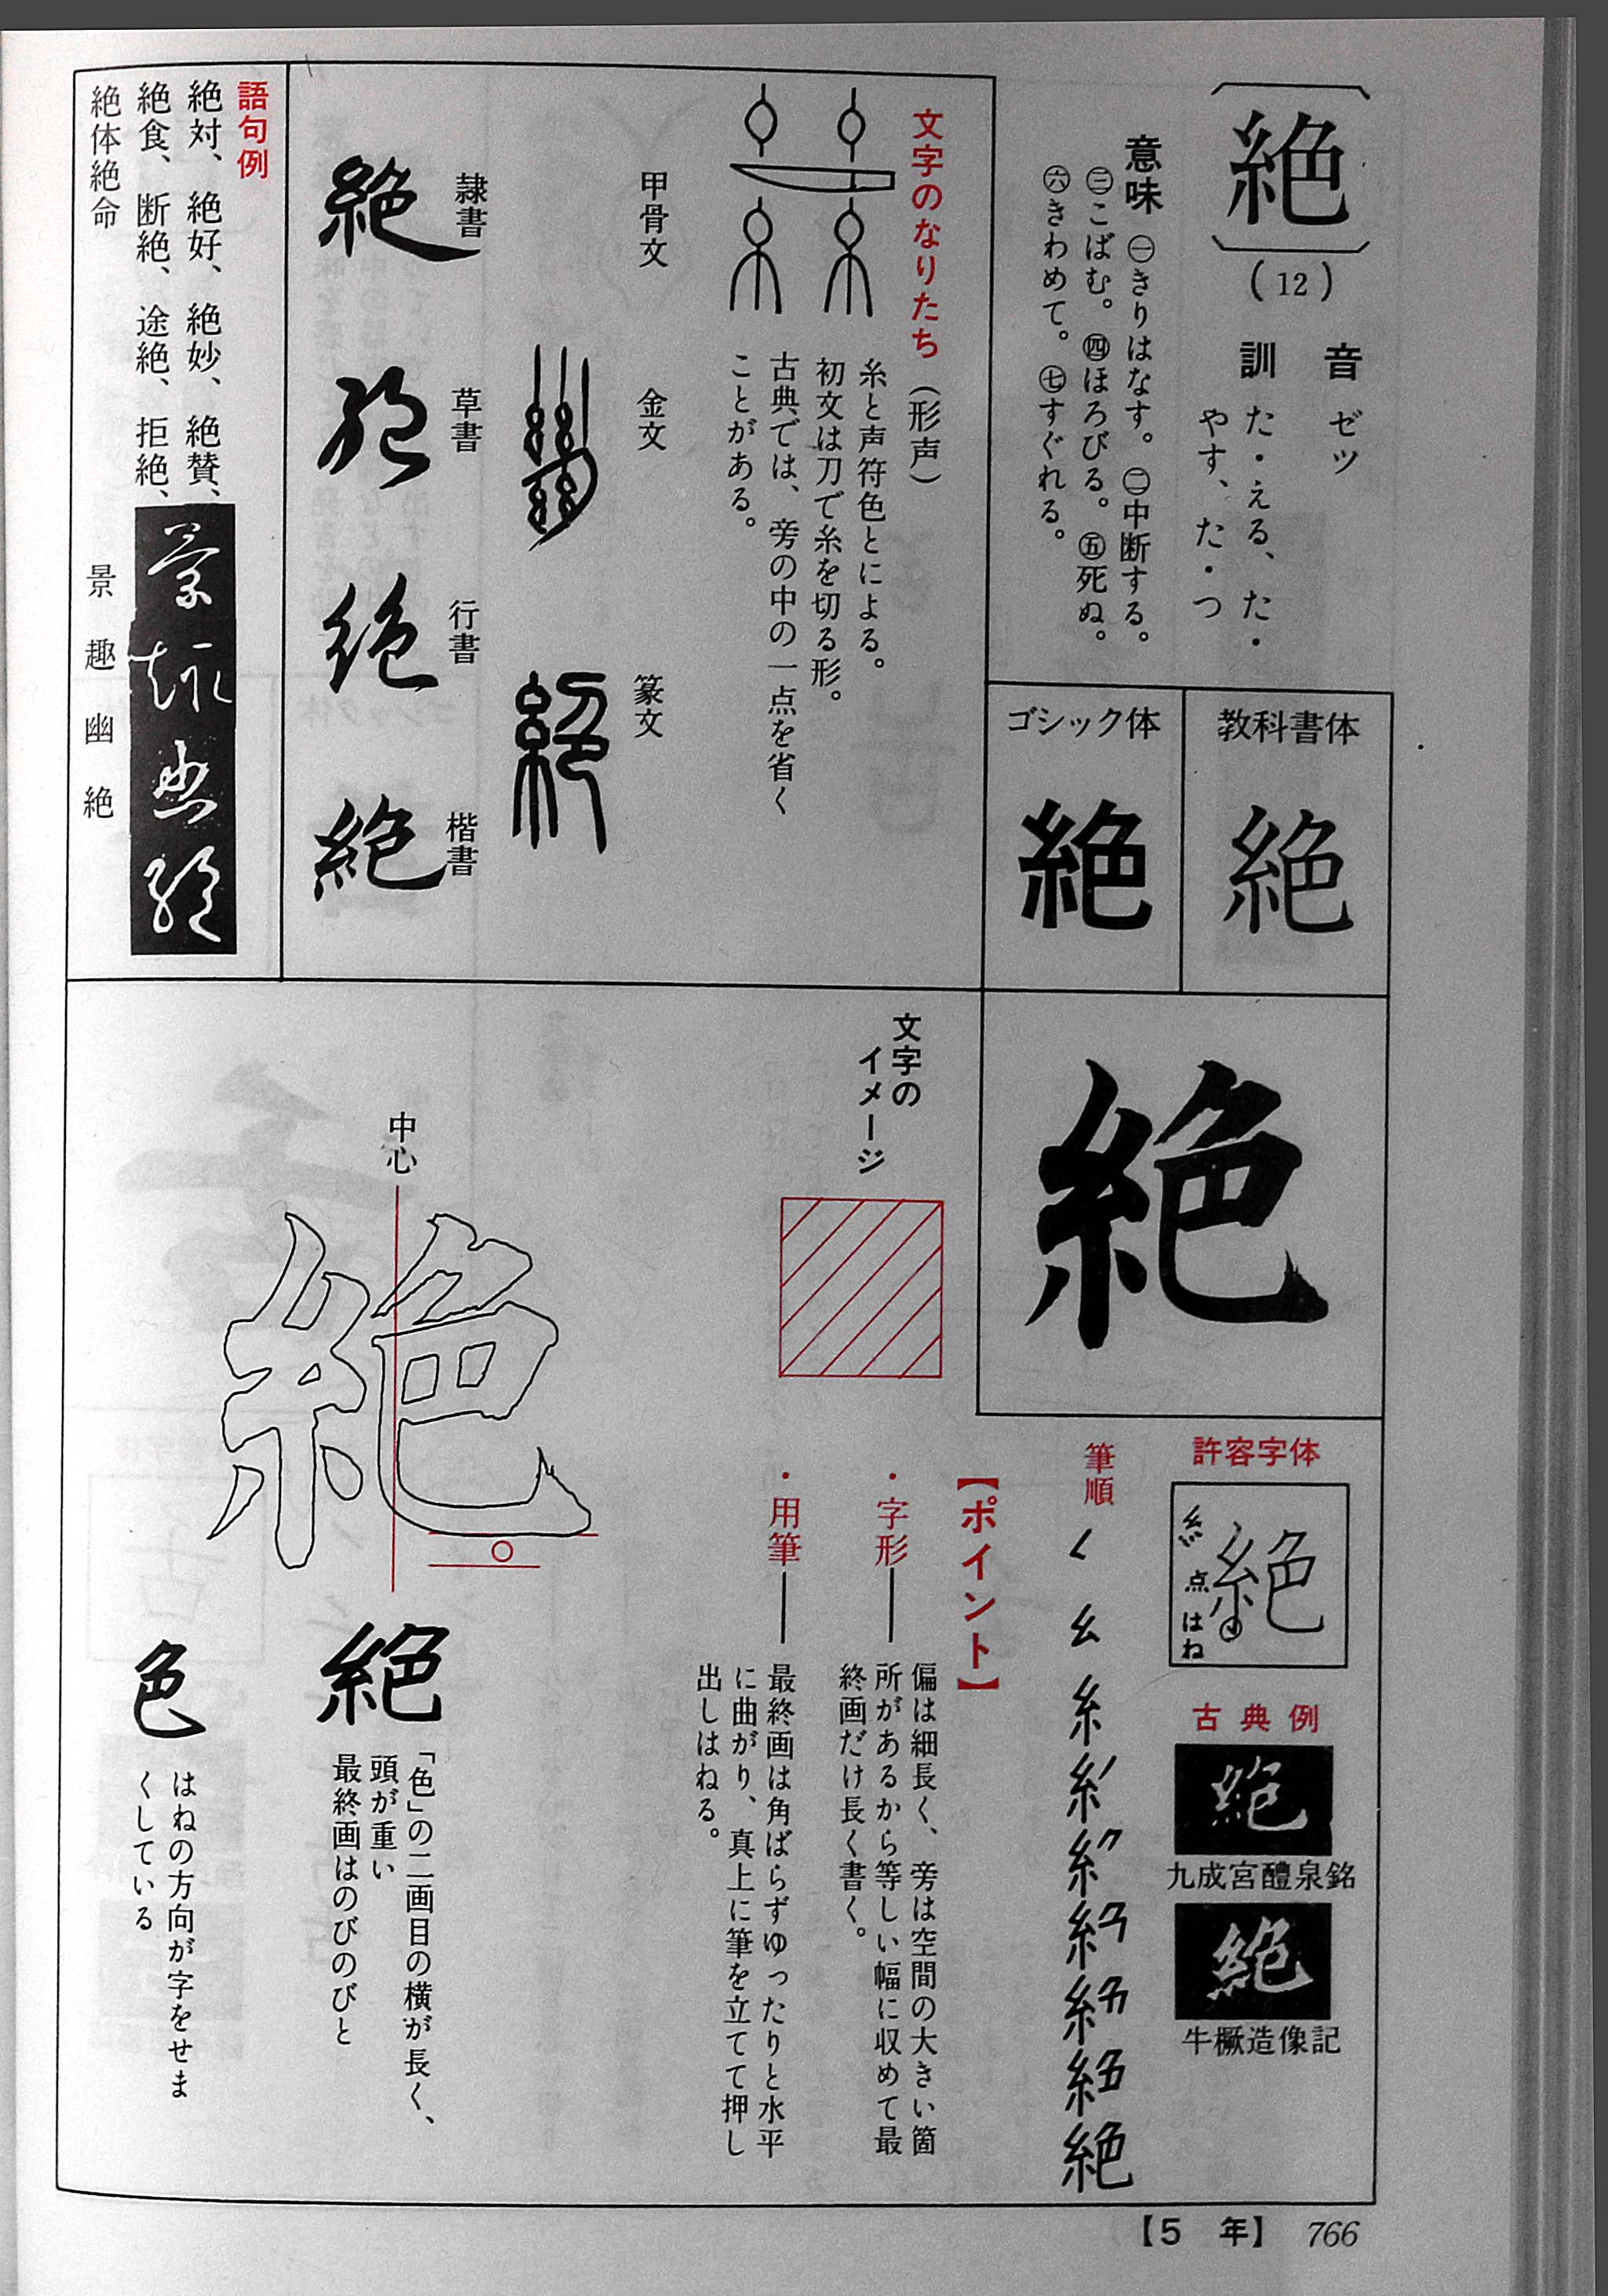 絶
(12)
音 ゼツ
訓 た・える、た・
やす、た・つ
意味 ㊀きりはなす。㊁中断する。
㊂こばむ。㊃ほろびる。㊄死ぬ。
㊅きわめて。㊆すぐれる。
教科書体
絶
ゴシック体
絶
文字のなりたち(形声)
糸と声符色とによる。
初文は刀で糸を切る形。
古典では、旁の中の一点を省く
ことがある。
甲骨文
金文
篆文
絶
隷書
絶
草書
絶
行書
絶
楷書
絶
語句例
絶対、絶好、絶妙、絶賛、
絶食、断絶、途絶、拒絶、
絶体絶命
景趣幽絶
景趣幽絶
絶
文字の
イメージ
中心
絶
許容字体
絶
糸 点 はね
古典例
絶
九成宮醴泉銘
絶
牛橛造像記
筆順
く 幺 糸 絶
【ポイント】
・字形——偏は細長く、旁は空間の大きい箇
所があるから等しい幅に収めて最
終画だけ長く書く。
・用筆——最終画は角ばらずゆったりと水平
に曲がり、真上に筆を立てて押し
出しはねる。
絶
「色」の二画目の横が長く、
頭が重い
最終画はのびのびと
色
はねの方向が字をせま
くしている
【5 年】 766